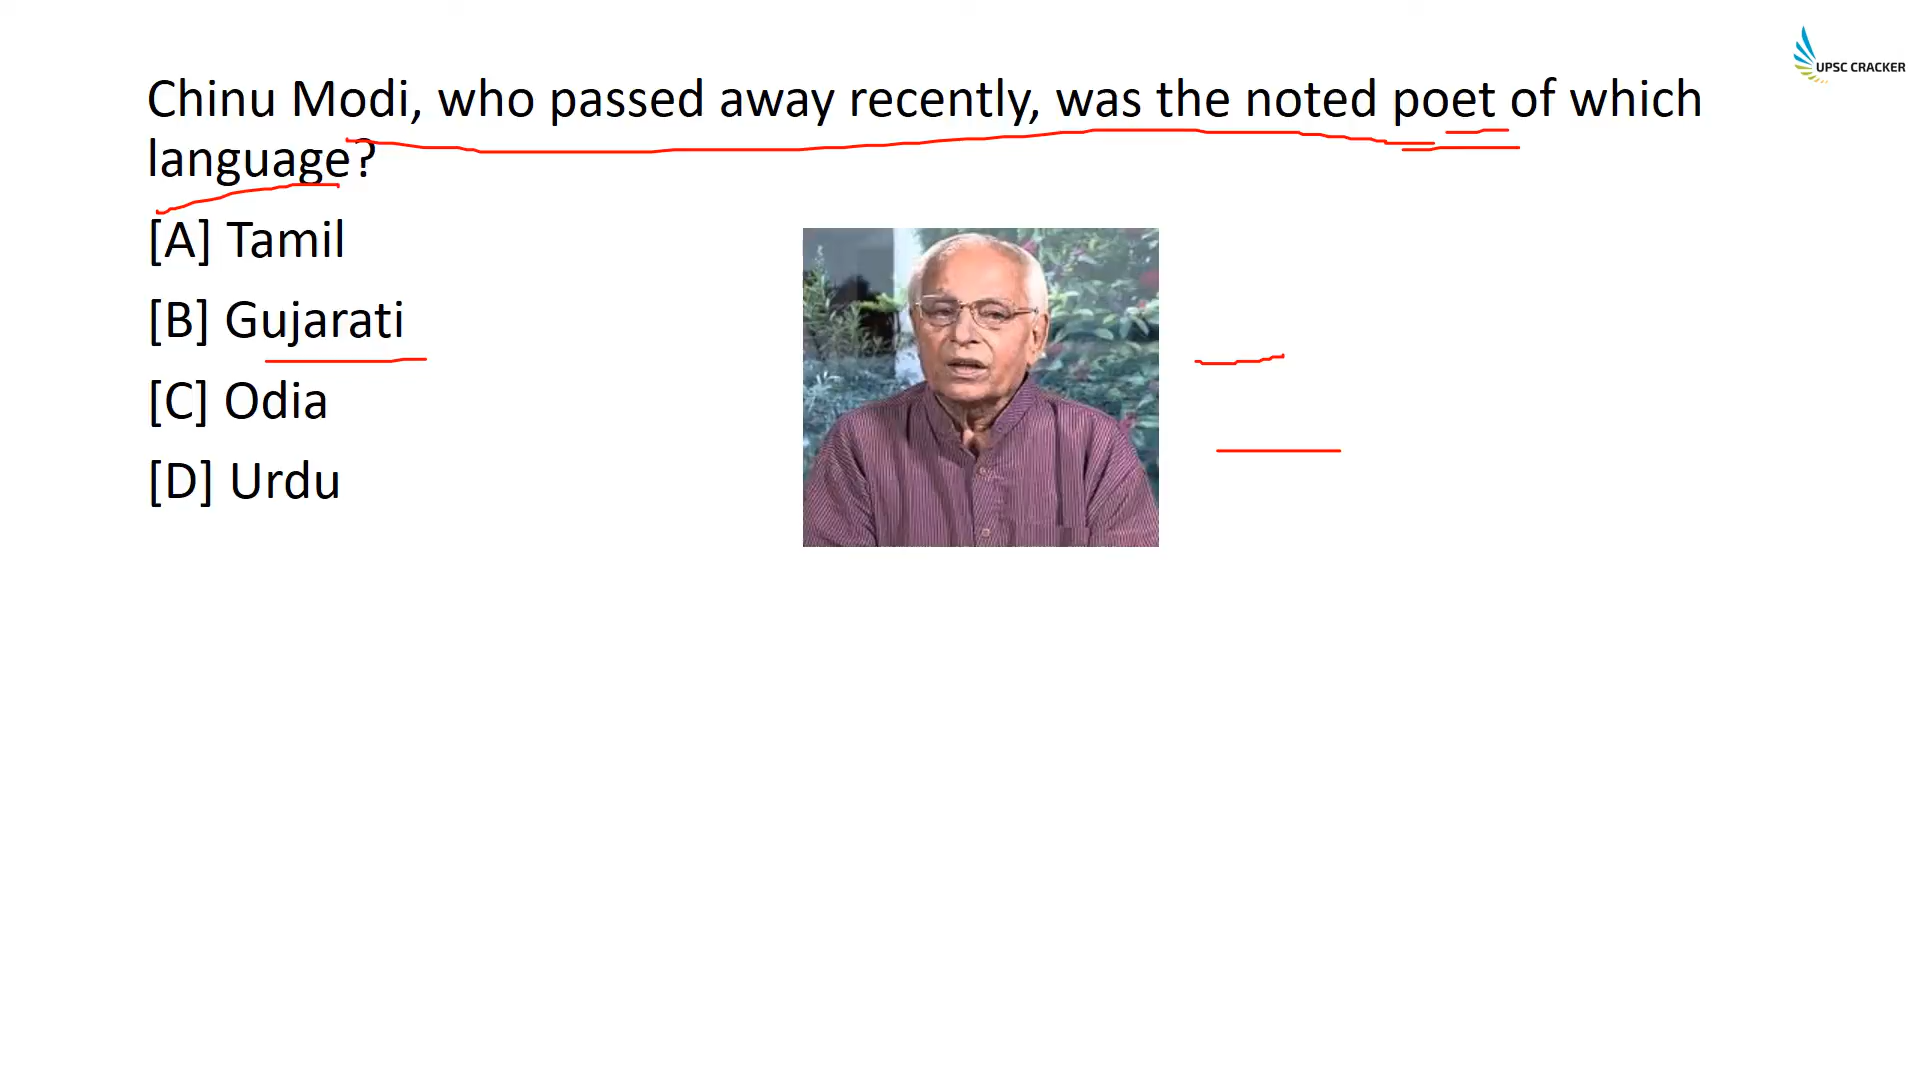 UPSC CRACKER
Chinu Modi, who passed away recently, was the noted poet of which
language?
[A] Tamil
[B] Gujarati
[C] Odia
[D] Urdu